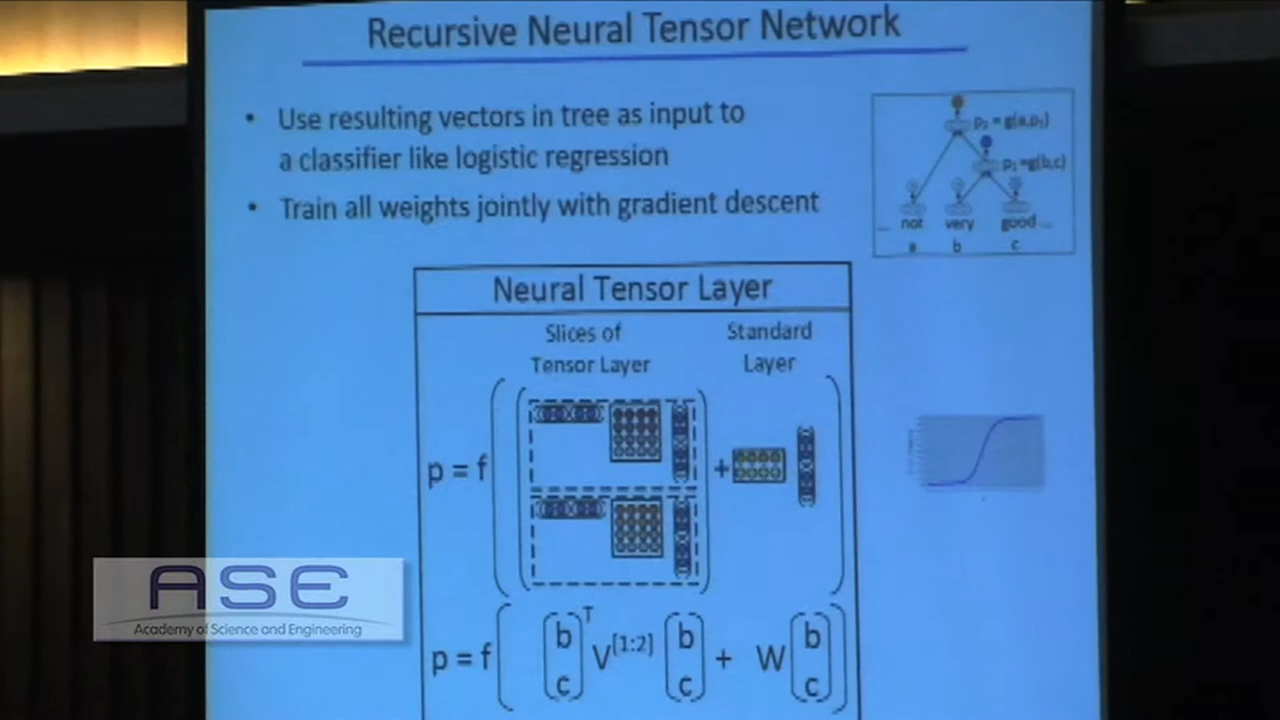 Recursive Neural Tensor Network
• Use resulting vectors in tree as input to
a classifier like logistic regression
• Train all weights jointly with gradient descent
p₂ = g(a,p₁)
p₁ =g(b,c)
... not very good ...
a b c
Neural Tensor Layer
Slices of Standard
Tensor Layer Layer
p = f +
p = f ( (b c)ᵀ V[1:2] (b c) + W (b c) )
ASE
Academy of Science and Engineering